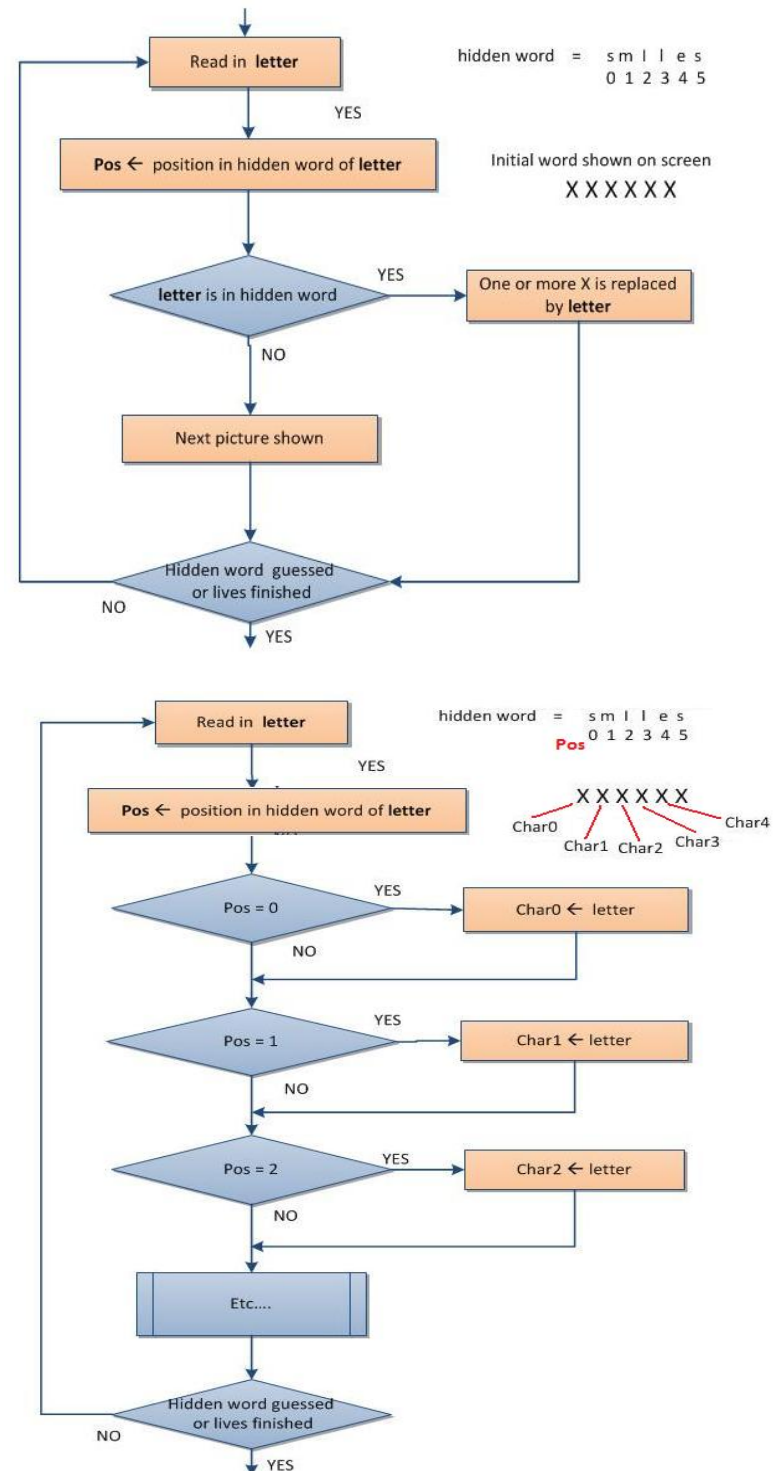 Read in letter
hidden word = s m l l e s
0 1 2 3 4 5
YES
Pos ← position in hidden word of letter
Initial word shown on screen
X X X X X X
letter is in hidden word
YES
One or more X is replaced
by letter
NO
Next picture shown
Hidden word guessed
or lives finished
NO
YES
Read in letter
hidden word = s m l l e s
Pos 0 1 2 3 4 5
YES
Pos ← position in hidden word of letter
X X X X X X
Char0 Char1 Char2 Char3 Char4
Pos = 0
YES
Char0 ← letter
NO
Pos = 1
YES
Char1 ← letter
NO
Pos = 2
YES
Char2 ← letter
NO
Etc....
Hidden word guessed
or lives finished
NO
YES